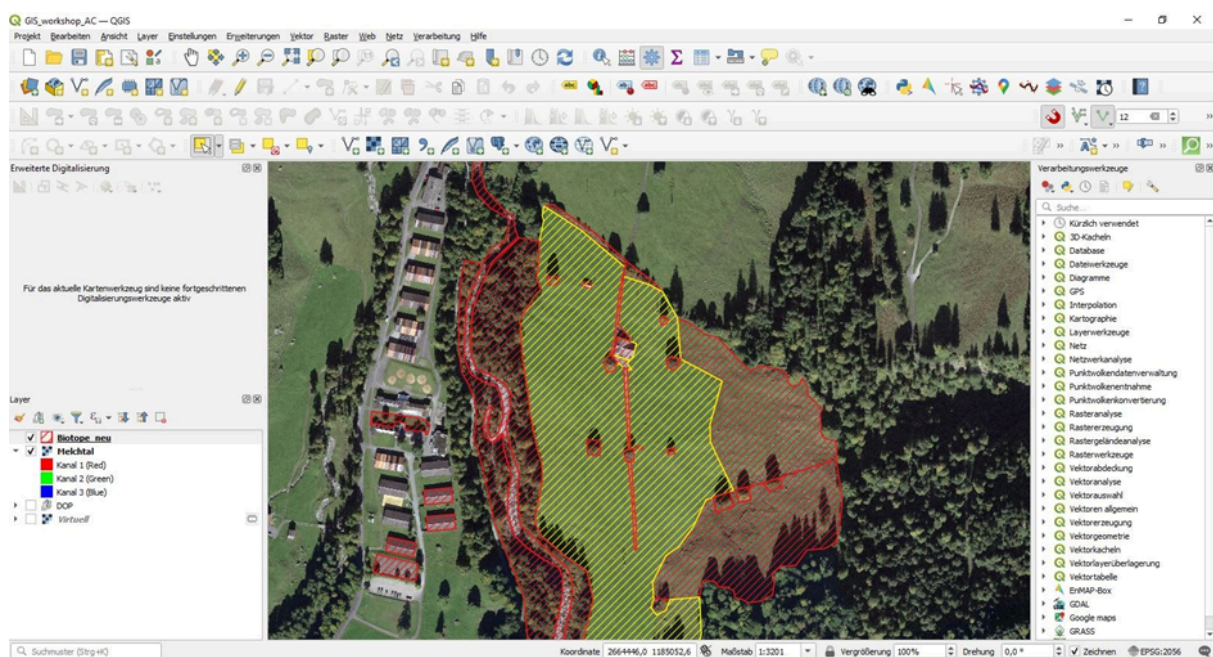 GIS_workshop_AC — QGIS
Projekt Bearbeiten Ansicht Layer Einstellungen Erweiterungen Vektor Raster Web Netz Verarbeitung Hilfe
12
Erweiterte Digitalisierung
Für das aktuelle Kartenwerkzeug sind keine fortgeschrittenen
Digitalisierungswerkzeuge aktiv
Layer
Biotope_neu
Melchtal
Kanal 1 (Red)
Kanal 2 (Green)
Kanal 3 (Blue)
DOP
Virtuell
Verarbeitungswerkzeuge
Suche...
Kürzlich verwendet
3D-Kacheln
Database
Dateiwerkzeuge
Diagramme
GPS
Interpolation
Kartographie
Layerwerkzeuge
Netz
Netzwerkanalyse
Punktwolkendatenverwaltung
Punktwolkenentnahme
Punktwolkenkonvertierung
Rasteranalyse
Rastererzeugung
Rastergeländeanalyse
Rasterwerkzeuge
Vektorabdeckung
Vektoranalyse
Vektorauswahl
Vektoren allgemein
Vektorerzeugung
Vektorgeometrie
Vektorkacheln
Vektorlayerüberlagerung
Vektortabelle
EnMAP-Box
GDAL
Google maps
GRASS
Suchmuster (Strg+K)
Koordinate 2664446,0 1185052,6 Maßstab 1:3201 Vergrößerung 100% Drehung 0,0 ° Zeichnen EPSG:2056